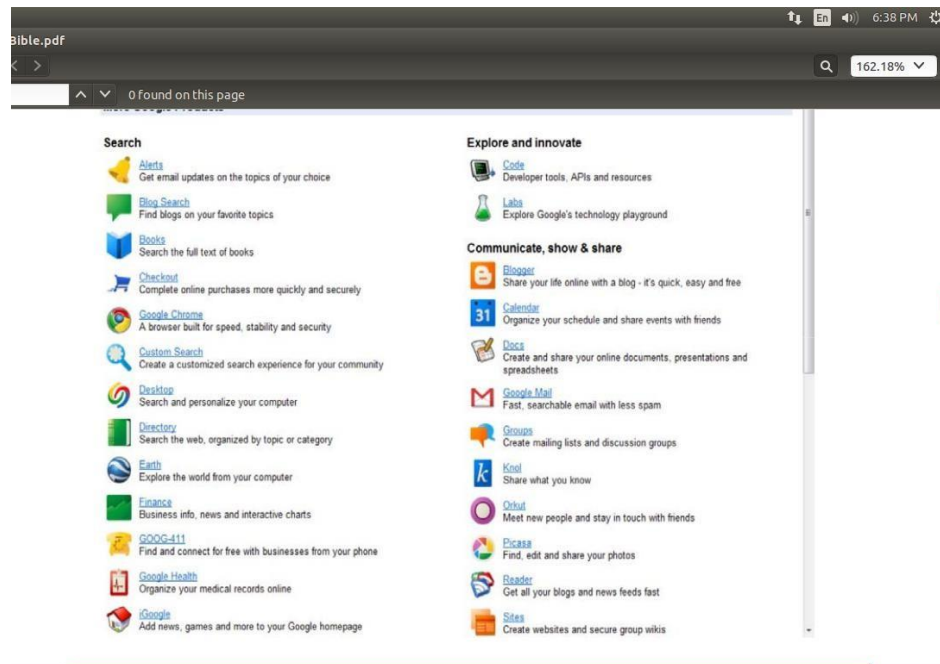 En
6:38 PM
Bible.pdf
162.18%
0 found on this page
More Google Products
Search
Alerts
Get email updates on the topics of your choice
Blog Search
Find blogs on your favorite topics
Books
Search the full text of books
Checkout
Complete online purchases more quickly and securely
Google Chrome
A browser built for speed, stability and security
Custom Search
Create a customized search experience for your community
Desktop
Search and personalize your computer
Directory
Search the web, organized by topic or category
Earth
Explore the world from your computer
Finance
Business info, news and interactive charts
GOOG-411
Find and connect for free with businesses from your phone
Google Health
Organize your medical records online
iGoogle
Add news, games and more to your Google homepage
Explore and innovate
Code
Developer tools, APIs and resources
Labs
Explore Google's technology playground
Communicate, show & share
Blogger
Share your life online with a blog - it's quick, easy and free
31
Calendar
Organize your schedule and share events with friends
Docs
Create and share your online documents, presentations and
spreadsheets
Google Mail
Fast, searchable email with less spam
Groups
Create mailing lists and discussion groups
Knol
Share what you know
Orkut
Meet new people and stay in touch with friends
Picasa
Find, edit and share your photos
Reader
Get all your blogs and news feeds fast
Sites
Create websites and secure group wikis